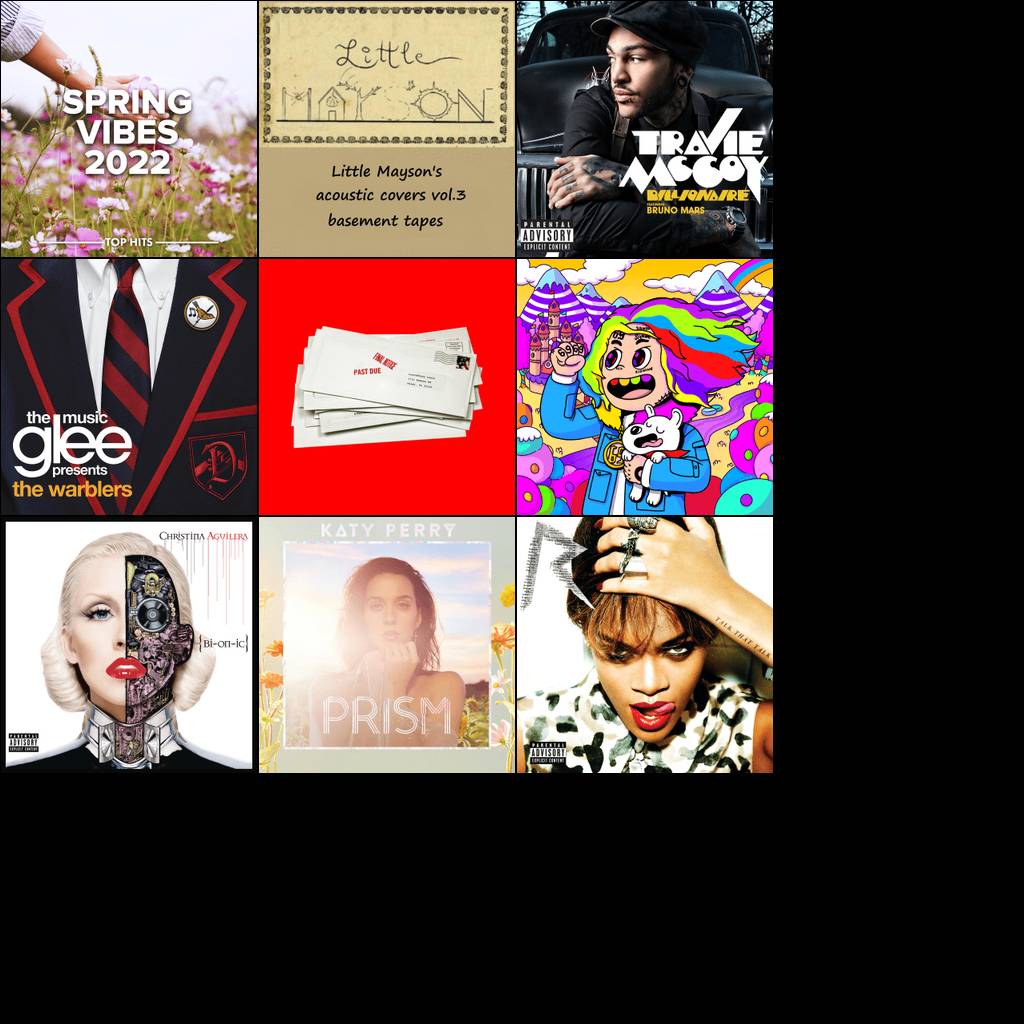 SPRING
VIBES
2022
TOP HITS
Little
MAYSON
Little Mayson's
acoustic covers vol.3
basement tapes
TRAVIE
McCOY
BILLIONAIRE
FEATURING
BRUNO MARS
PARENTAL
ADVISORY
EXPLICIT CONTENT
the music
glee
presents
the warblers
D
FINAL NOTICE
PAST DUE
69
CHRISTINA AGUILERA
{Bi-on-ic}
PARENTAL
ADVISORY
EXPLICIT CONTENT
KATY PERRY
PRISM
R
TALK THAT TALK
PARENTAL
ADVISORY
EXPLICIT CONTENT